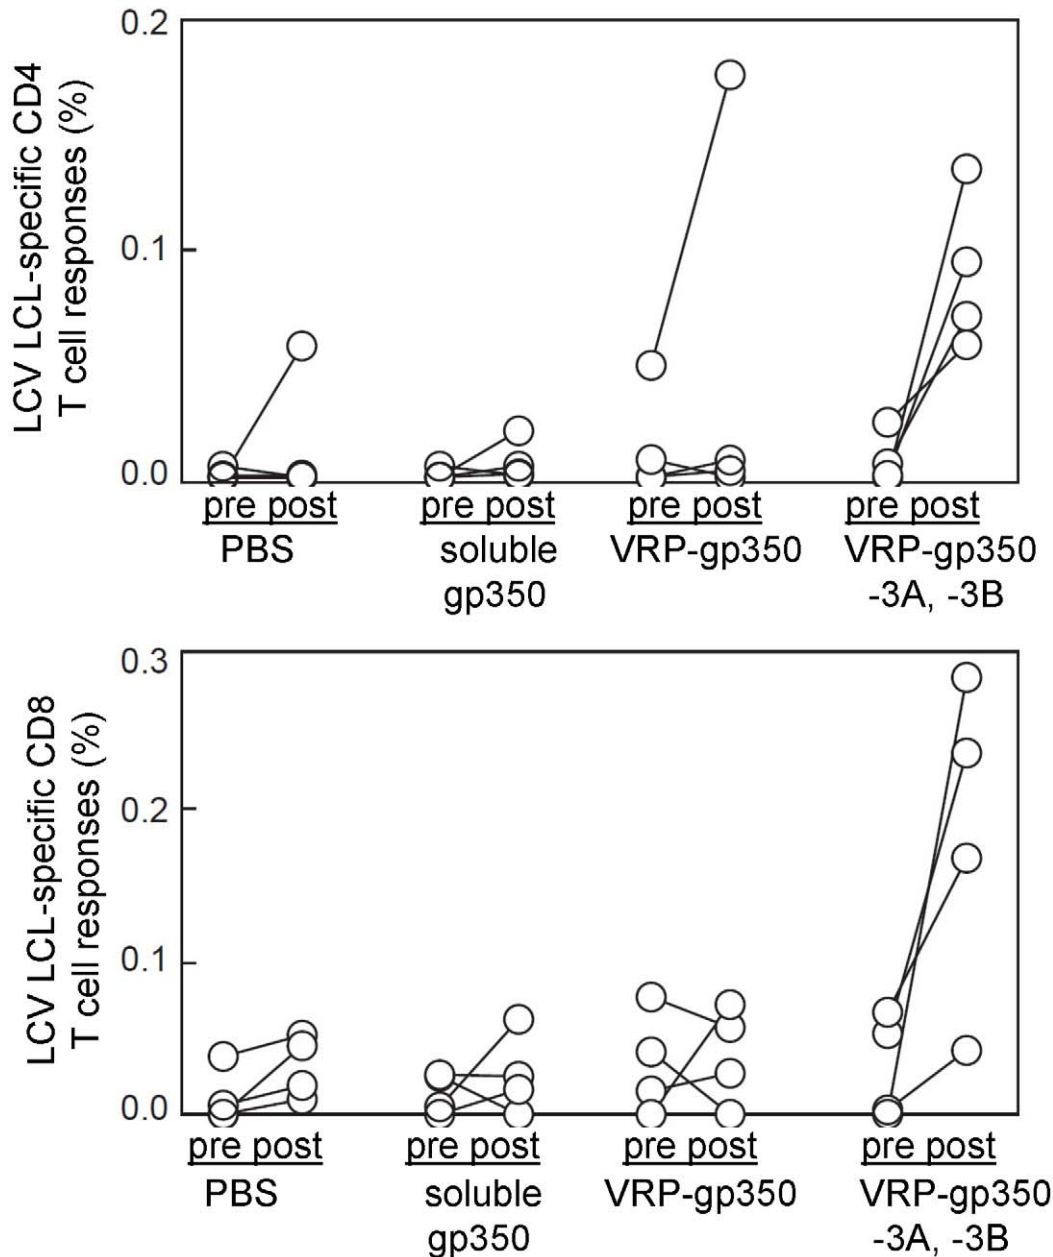 LCV LCL-specific CD4
T cell responses (%)
0.2
0.1
0.0
pre post pre post pre post pre post
PBS soluble VRP-gp350 VRP-gp350
gp350 -3A, -3B
LCV LCL-specific CD8
T cell responses (%)
0.3
0.2
0.1
0.0
pre post pre post pre post pre post
PBS soluble VRP-gp350 VRP-gp350
gp350 -3A, -3B